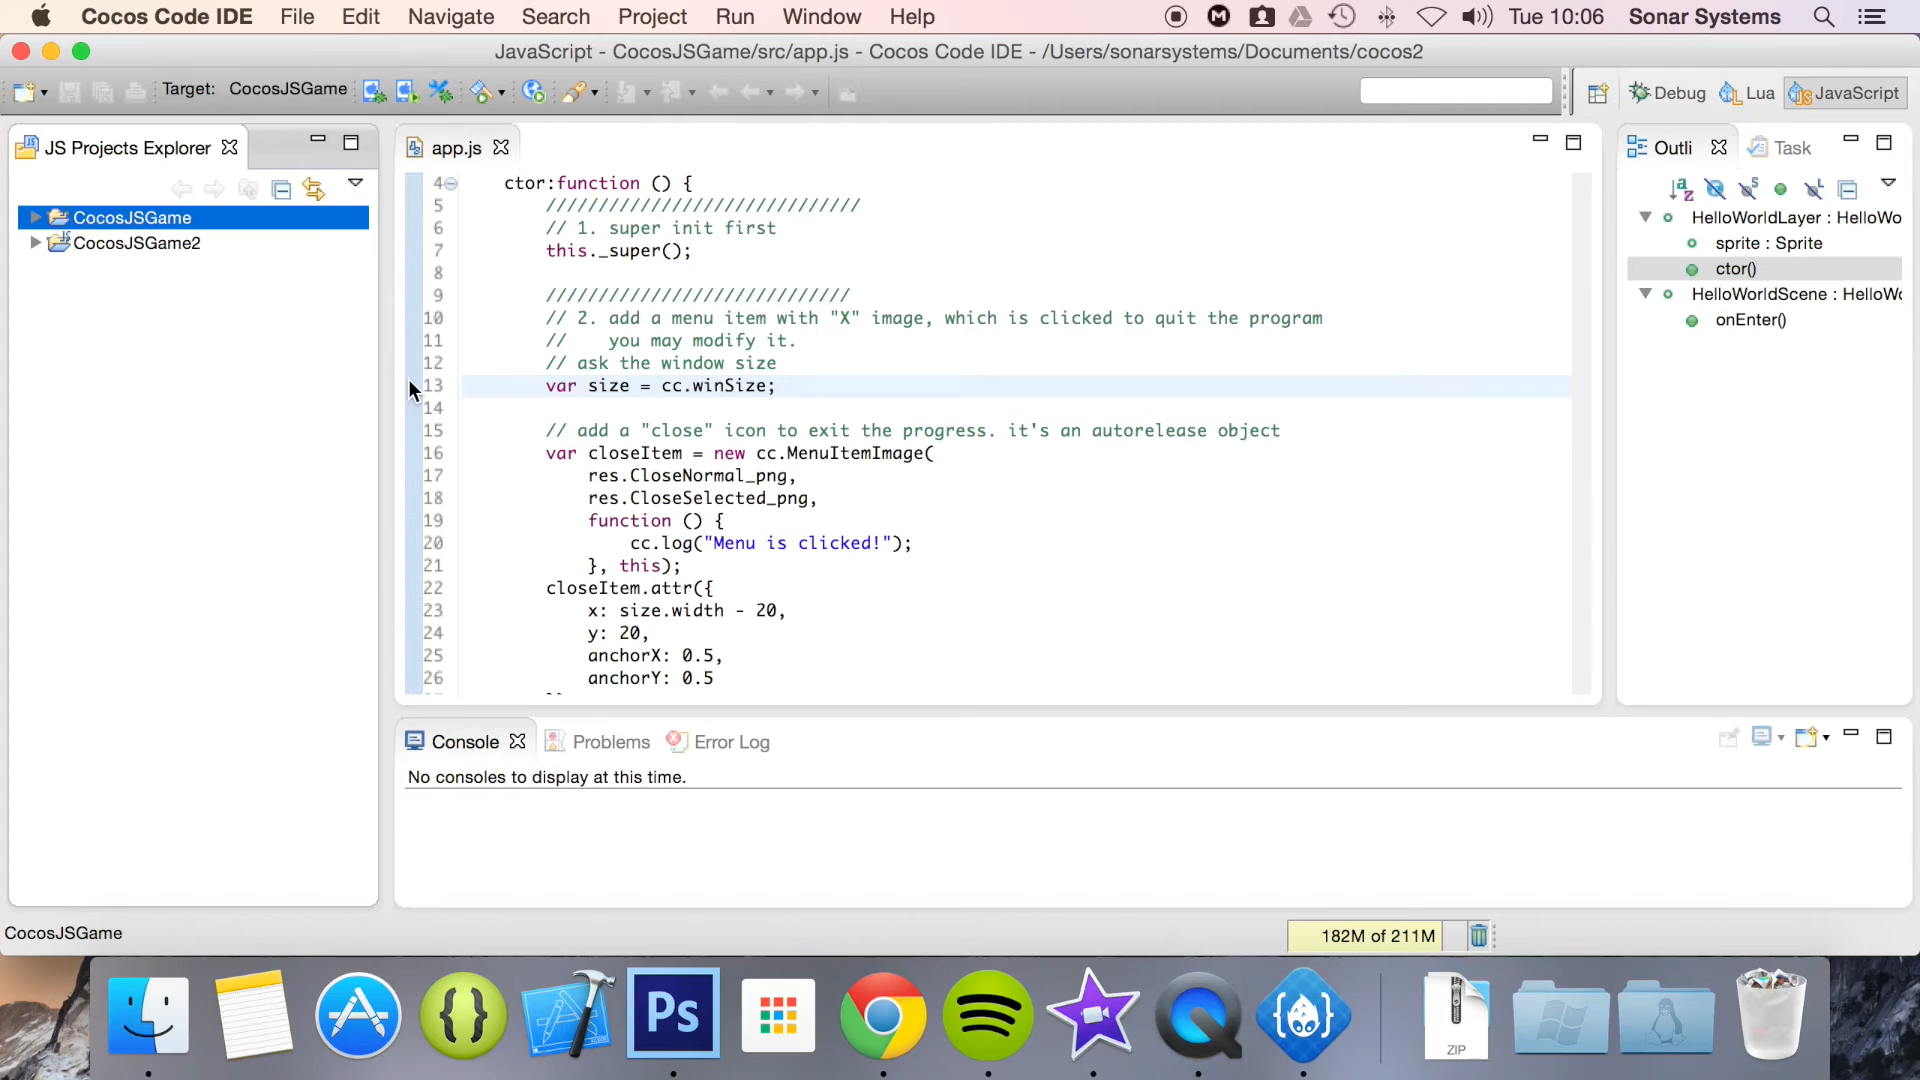 Cocos Code IDE File Edit Navigate Search Project Run Window Help Tue 10:06 Sonar Systems
JavaScript - CocosJSGame/src/app.js - Cocos Code IDE - /Users/sonarsystems/Documents/cocos2
Target: CocosJSGame Debug Lua JavaScript
JS Projects Explorer
CocosJSGame
CocosJSGame2
app.js
4 ctor:function () {
5 //////////////////////////////
6 // 1. super init first
7 this._super();
8
9 /////////////////////////////
10 // 2. add a menu item with "X" image, which is clicked to quit the program
11 //    you may modify it.
12 // ask the window size
13 var size = cc.winSize;
14
15 // add a "close" icon to exit the progress. it's an autorelease object
16 var closeItem = new cc.MenuItemImage(
17 res.CloseNormal_png,
18 res.CloseSelected_png,
19 function () {
20 cc.log("Menu is clicked!");
21 }, this);
22 closeItem.attr({
23 x: size.width - 20,
24 y: 20,
25 anchorX: 0.5,
26 anchorY: 0.5
Outli Task
HelloWorldLayer : HelloWo
sprite : Sprite
ctor()
HelloWorldScene : HelloWo
onEnter()
Console Problems Error Log
No consoles to display at this time.
CocosJSGame
182M of 211M
Ps
ZIP